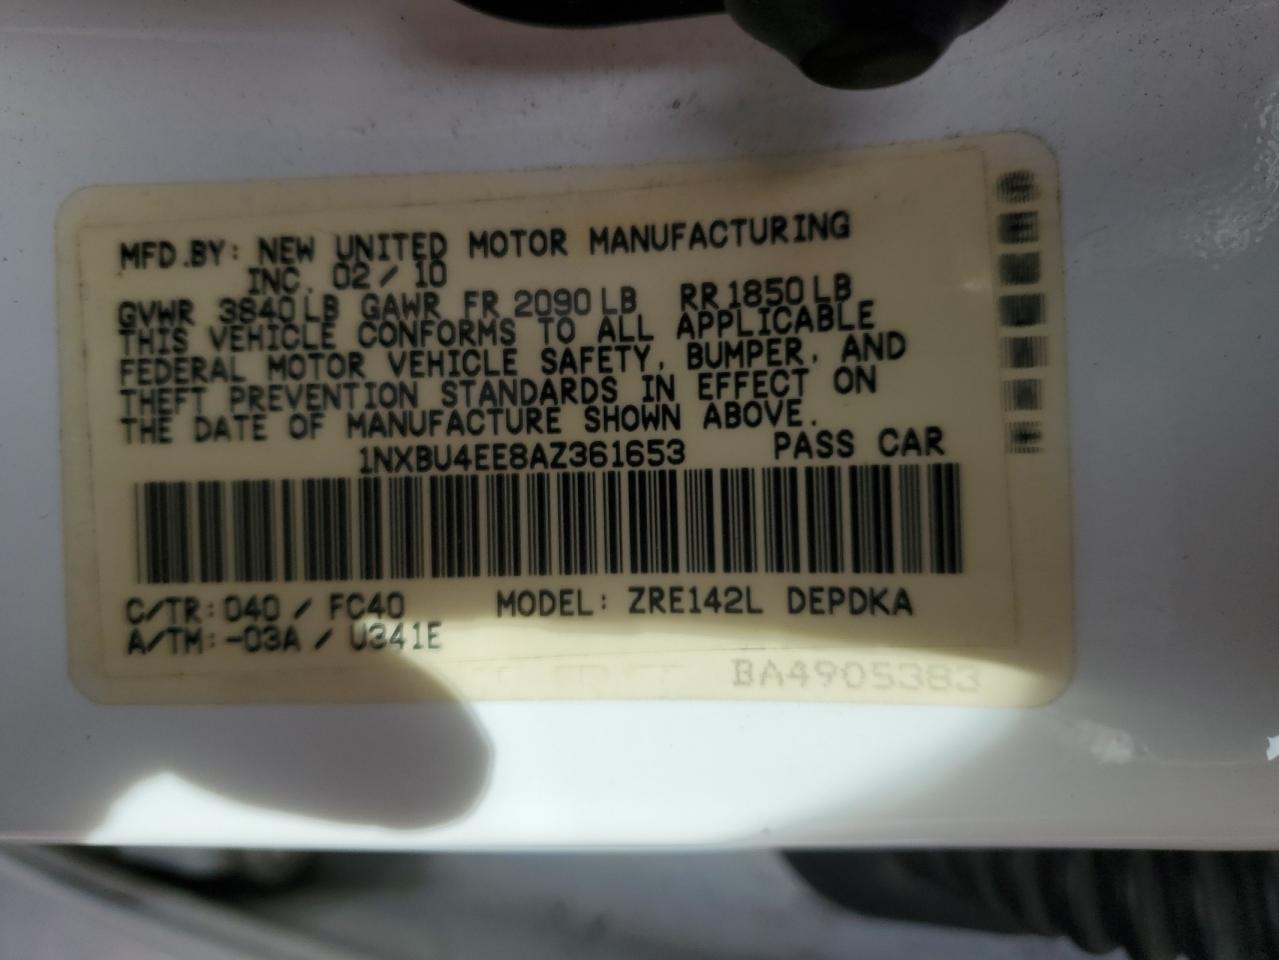 MFD.BY: NEW UNITED MOTOR MANUFACTURING
INC. 02/10
GVWR 3840LB GAWR FR 2090LB RR1850LB
THIS VEHICLE CONFORMS TO ALL APPLICABLE
FEDERAL MOTOR VEHICLE SAFETY, BUMPER, AND
THEFT PREVENTION STANDARDS IN EFFECT ON
THE DATE OF MANUFACTURE SHOWN ABOVE.
1NXBU4EE8AZ361653 PASS CAR
C/TR: 040 / FC40 MODEL: ZRE142L DEPDKA
A/TM: -03A / U341E
BA4905383